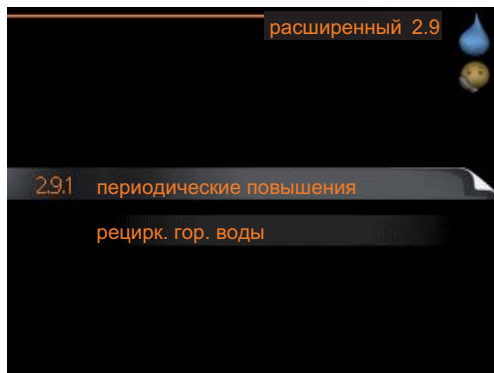 расширенный 2.9
2.9.1 периодические повышения
рецирк. гор. воды